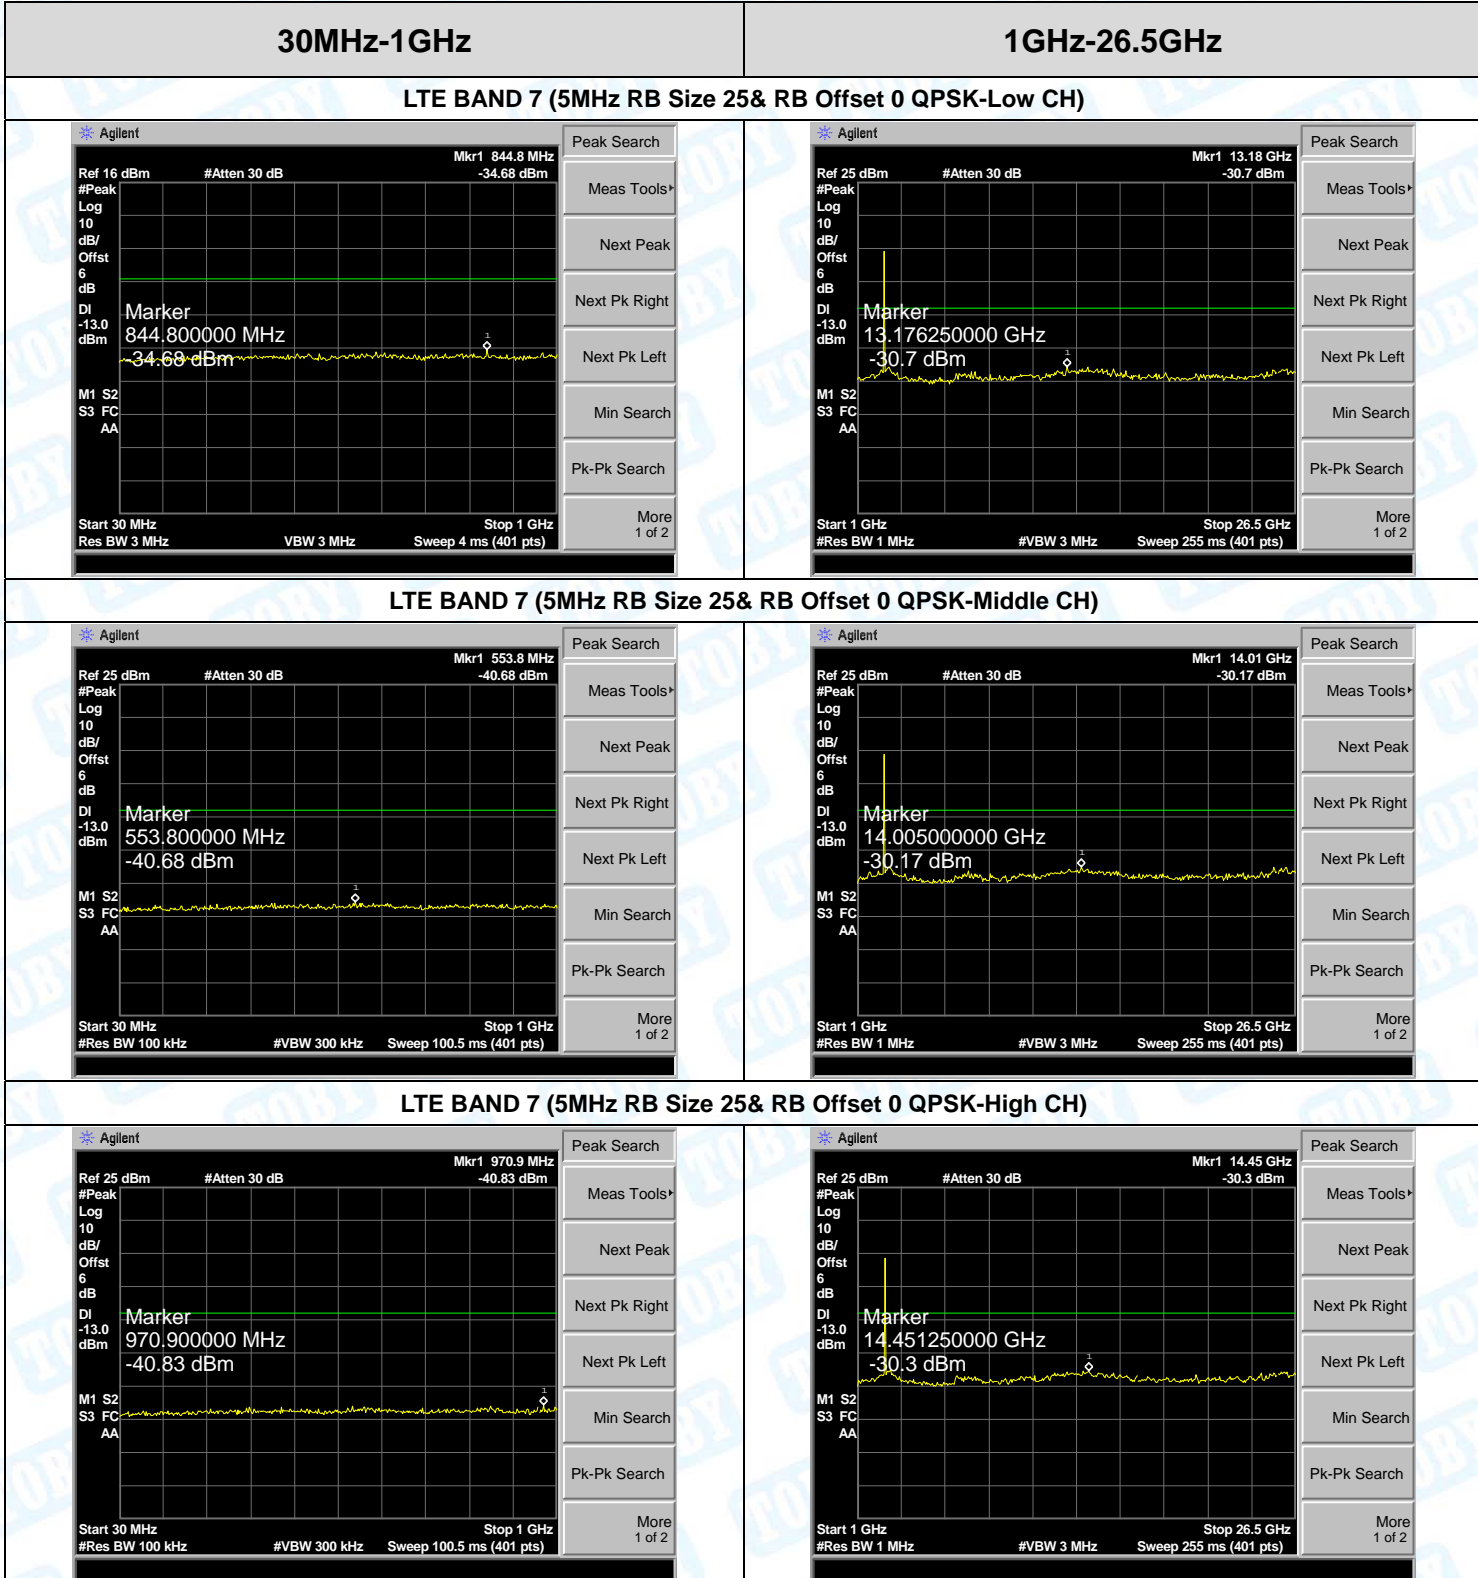 30MHz-1GHz
1GHz-26.5GHz
LTE BAND 7 (5MHz RB Size 25& RB Offset 0 QPSK-Low CH)
Agilent
Peak Search
Mkr1 844.8 MHz
Ref 16 dBm #Atten 30 dB -34.68 dBm
#Peak
Log
10
dB/
Offst
6
dB
DI
-13.0
dBm
Marker
844.800000 MHz
-34.68 dBm
1
M1 S2
S3 FC
AA
Start 30 MHz Stop 1 GHz
Res BW 3 MHz VBW 3 MHz Sweep 4 ms (401 pts)
Meas Tools
Next Peak
Next Pk Right
Next Pk Left
Min Search
Pk-Pk Search
More
1 of 2
Agilent
Peak Search
Mkr1 13.18 GHz
Ref 25 dBm #Atten 30 dB -30.7 dBm
#Peak
Log
10
dB/
Offst
6
dB
DI
-13.0
dBm
Marker
13.176250000 GHz
-30.7 dBm
1
M1 S2
S3 FC
AA
Start 1 GHz Stop 26.5 GHz
#Res BW 1 MHz #VBW 3 MHz Sweep 255 ms (401 pts)
Meas Tools
Next Peak
Next Pk Right
Next Pk Left
Min Search
Pk-Pk Search
More
1 of 2
LTE BAND 7 (5MHz RB Size 25& RB Offset 0 QPSK-Middle CH)
Agilent
Peak Search
Mkr1 553.8 MHz
Ref 25 dBm #Atten 30 dB -40.68 dBm
#Peak
Log
10
dB/
Offst
6
dB
DI
-13.0
dBm
Marker
553.800000 MHz
-40.68 dBm
1
M1 S2
S3 FC
AA
Start 30 MHz Stop 1 GHz
#Res BW 100 kHz #VBW 300 kHz Sweep 100.5 ms (401 pts)
Meas Tools
Next Peak
Next Pk Right
Next Pk Left
Min Search
Pk-Pk Search
More
1 of 2
Agilent
Peak Search
Mkr1 14.01 GHz
Ref 25 dBm #Atten 30 dB -30.17 dBm
#Peak
Log
10
dB/
Offst
6
dB
DI
-13.0
dBm
Marker
14.005000000 GHz
-30.17 dBm
1
M1 S2
S3 FC
AA
Start 1 GHz Stop 26.5 GHz
#Res BW 1 MHz #VBW 3 MHz Sweep 255 ms (401 pts)
Meas Tools
Next Peak
Next Pk Right
Next Pk Left
Min Search
Pk-Pk Search
More
1 of 2
LTE BAND 7 (5MHz RB Size 25& RB Offset 0 QPSK-High CH)
Agilent
Peak Search
Mkr1 970.9 MHz
Ref 25 dBm #Atten 30 dB -40.83 dBm
#Peak
Log
10
dB/
Offst
6
dB
DI
-13.0
dBm
Marker
970.900000 MHz
-40.83 dBm
1
M1 S2
S3 FC
AA
Start 30 MHz Stop 1 GHz
#Res BW 100 kHz #VBW 300 kHz Sweep 100.5 ms (401 pts)
Meas Tools
Next Peak
Next Pk Right
Next Pk Left
Min Search
Pk-Pk Search
More
1 of 2
Agilent
Peak Search
Mkr1 14.45 GHz
Ref 25 dBm #Atten 30 dB -30.3 dBm
#Peak
Log
10
dB/
Offst
6
dB
DI
-13.0
dBm
Marker
14.451250000 GHz
-30.3 dBm
1
M1 S2
S3 FC
AA
Start 1 GHz Stop 26.5 GHz
#Res BW 1 MHz #VBW 3 MHz Sweep 255 ms (401 pts)
Meas Tools
Next Peak
Next Pk Right
Next Pk Left
Min Search
Pk-Pk Search
More
1 of 2
TOBY